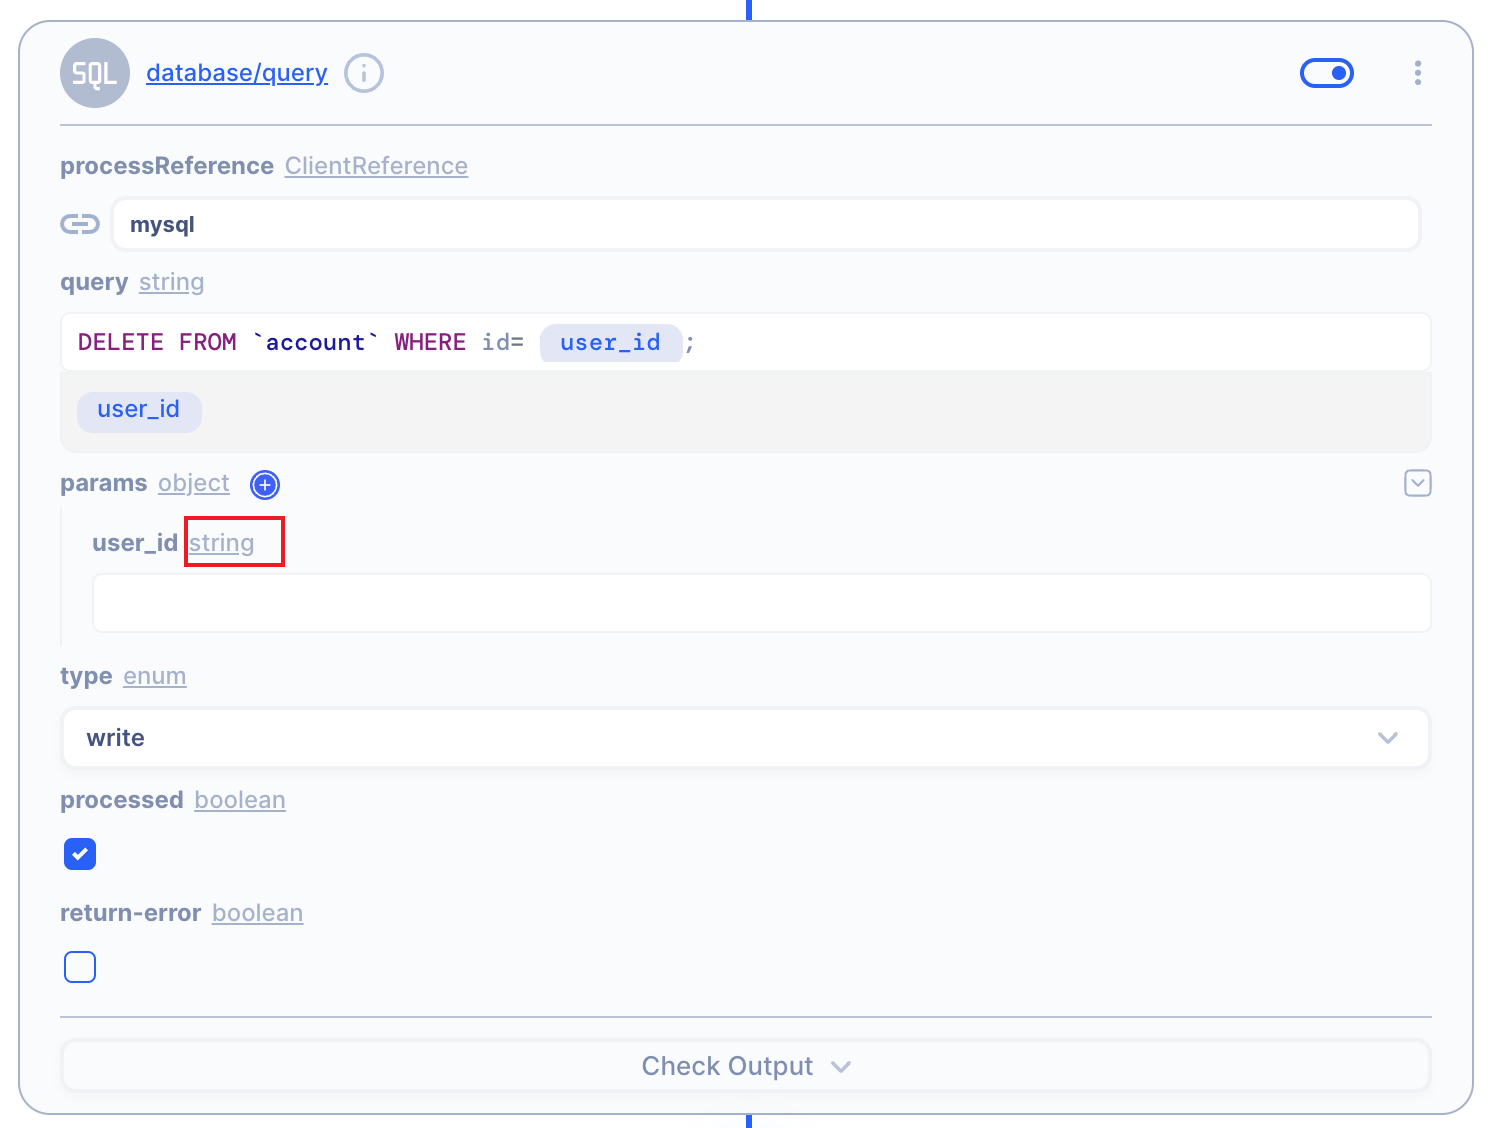 SQL database/query i
processReference ClientReference
mysql
query string
DELETE FROM `account` WHERE id= user_id ;
user_id
params object +
user_id string
type enum
write
processed boolean
return-error boolean
Check Output